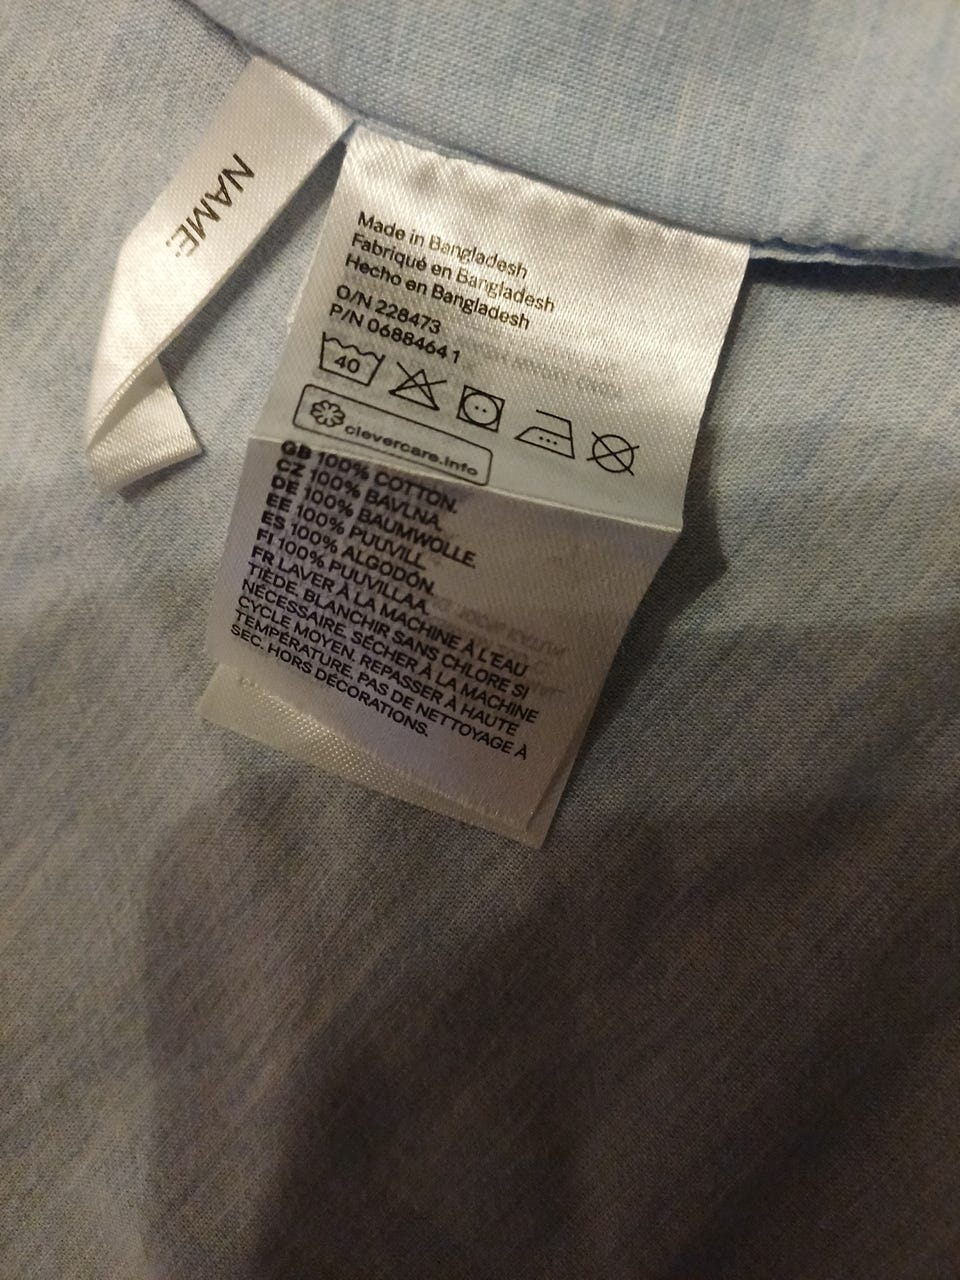 NAME:
Made in Bangladesh
Fabriqué en Bangladesh
Hecho en Bangladesh
O/N 228473
P/N 0688464 1
40
clevercare.info
GB 100% COTTON.
CZ 100% BAVLNA.
DE 100% BAUMWOLLE.
EE 100% PUUVILL.
ES 100% ALGODÓN.
FI 100% PUUVILLAA.
FR LAVER À LA MACHINE À L'EAU
TIÈDE. BLANCHIR SANS CHLORE SI
NÉCESSAIRE. SÉCHER À LA MACHINE
CYCLE MOYEN. REPASSER À HAUTE
TEMPÉRATURE. PAS DE NETTOYAGE À
SEC. HORS DÉCORATIONS.